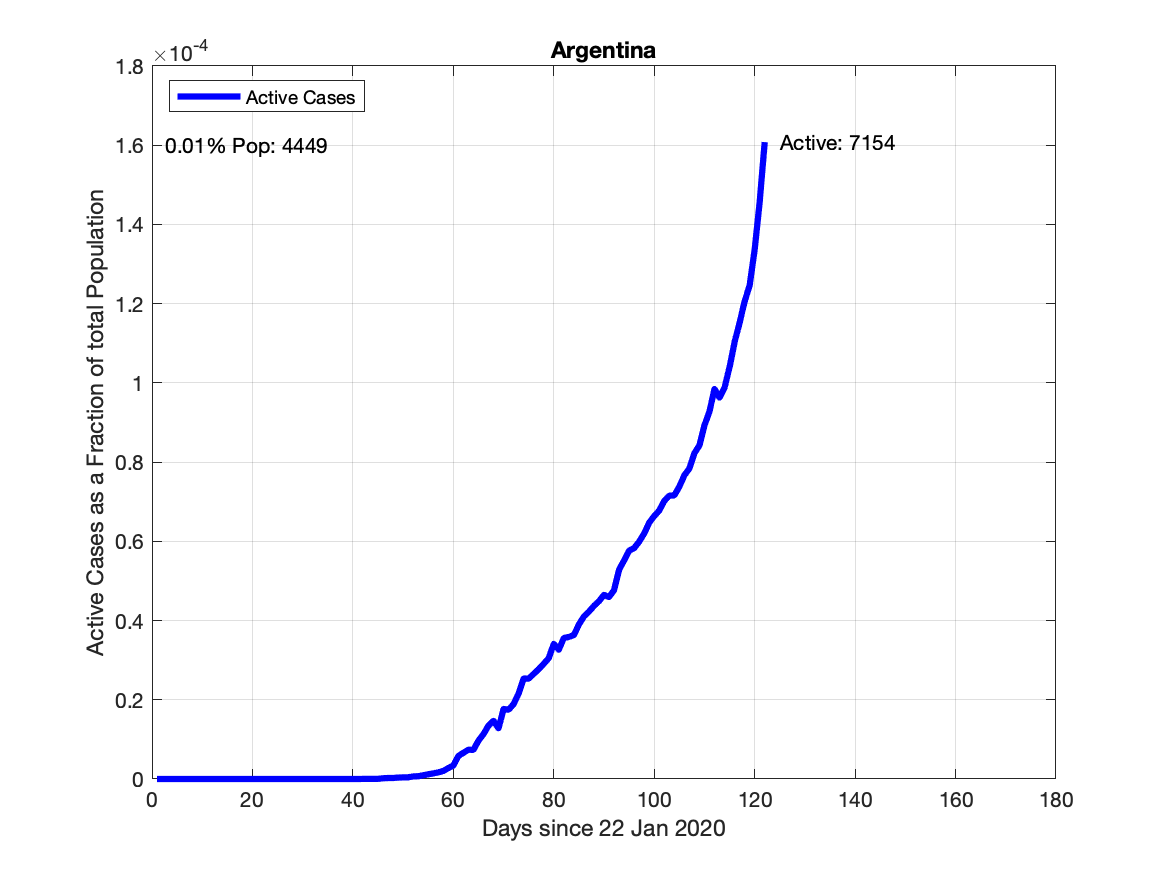 Argentina
×10-4
Active Cases
0.01% Pop: 4449
Active: 7154
Active Cases as a Fraction of total Population
1.8
1.6
1.4
1.2
1
0.8
0.6
0.4
0.2
0
0 20 40 60 80 100 120 140 160 180
Days since 22 Jan 2020